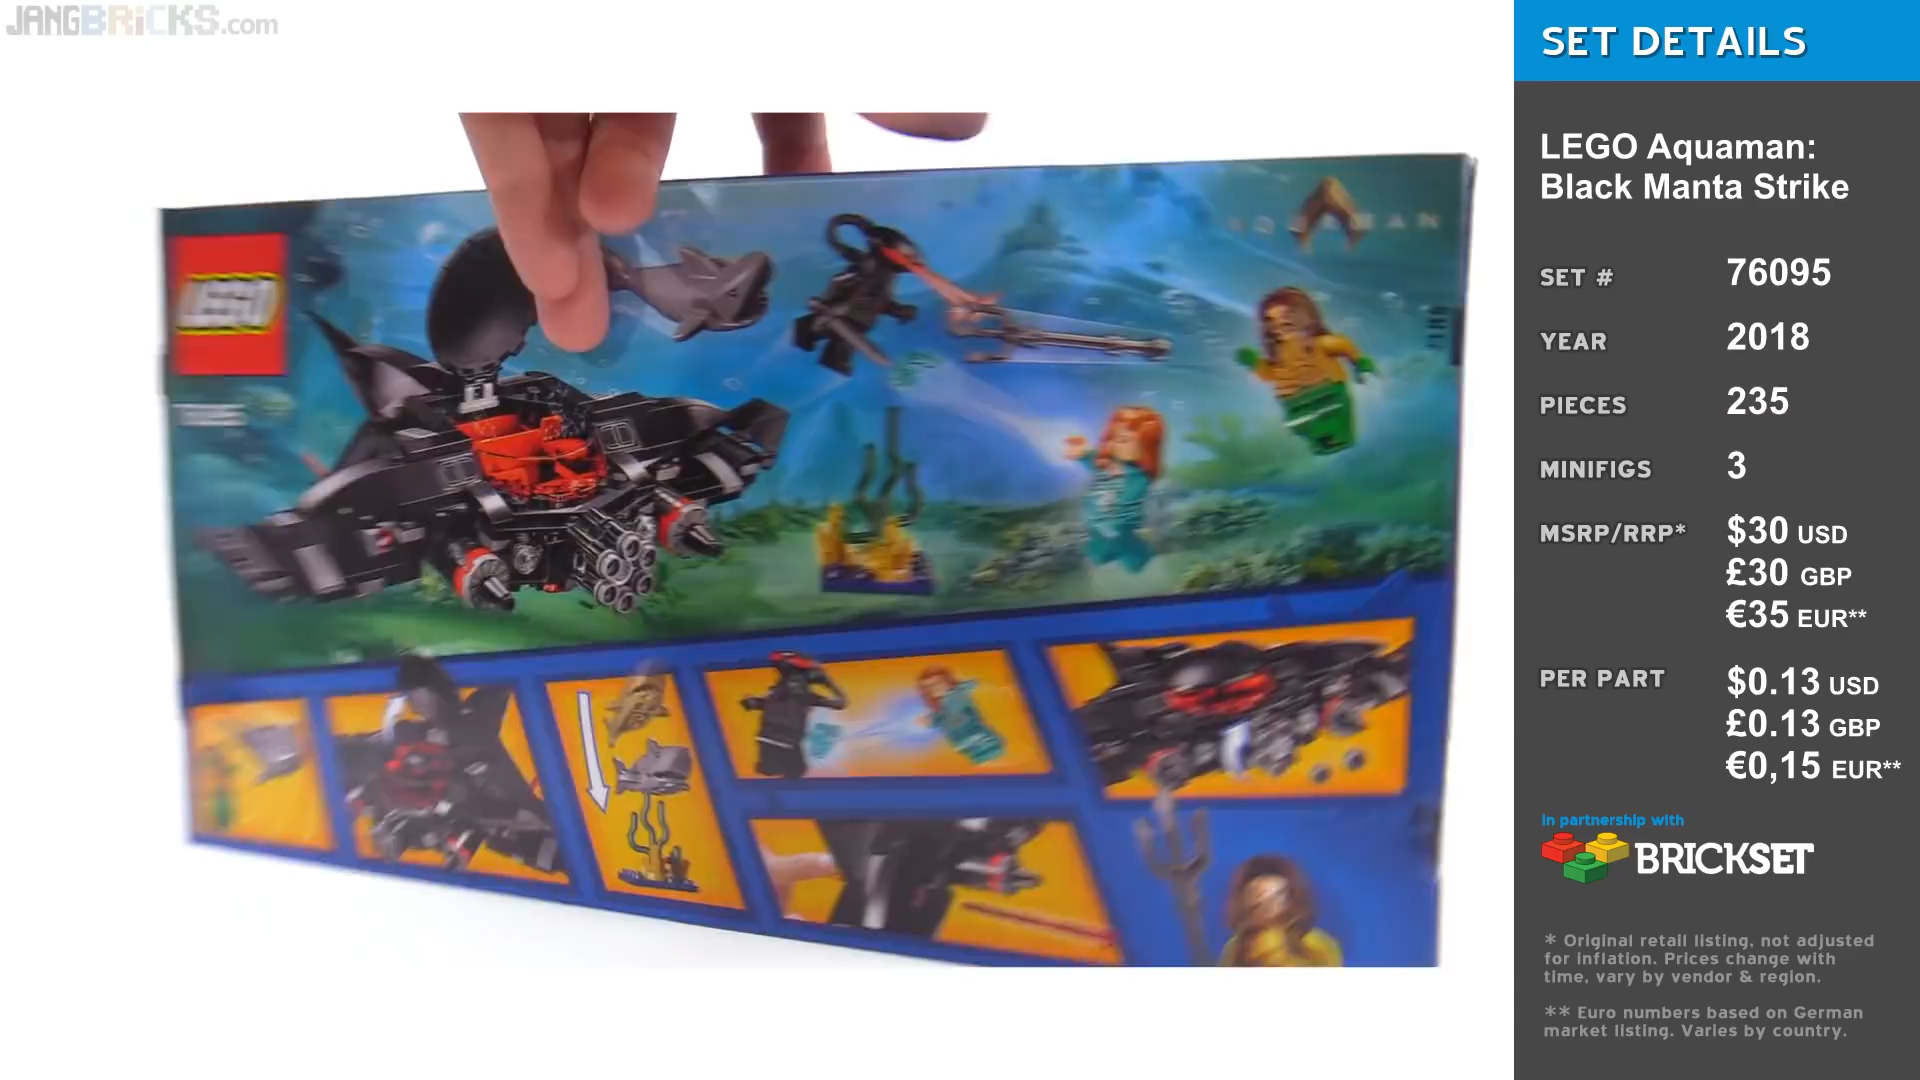 JANGBRiCKS.com
SET DETAILS
LEGO Aquaman:
Black Manta Strike
SET # 76095
YEAR 2018
PIECES 235
MINIFIGS 3
MSRP/RRP* $30 USD
£30 GBP
€35 EUR**
PER PART $0.13 USD
£0.13 GBP
€0,15 EUR**
In partnership with
BRICKSET
* Original retail listing, not adjusted
for inflation. Prices change with
time, vary by vendor & region.
** Euro numbers based on German
market listing. Varies by country.
LEGO
AQUAMAN